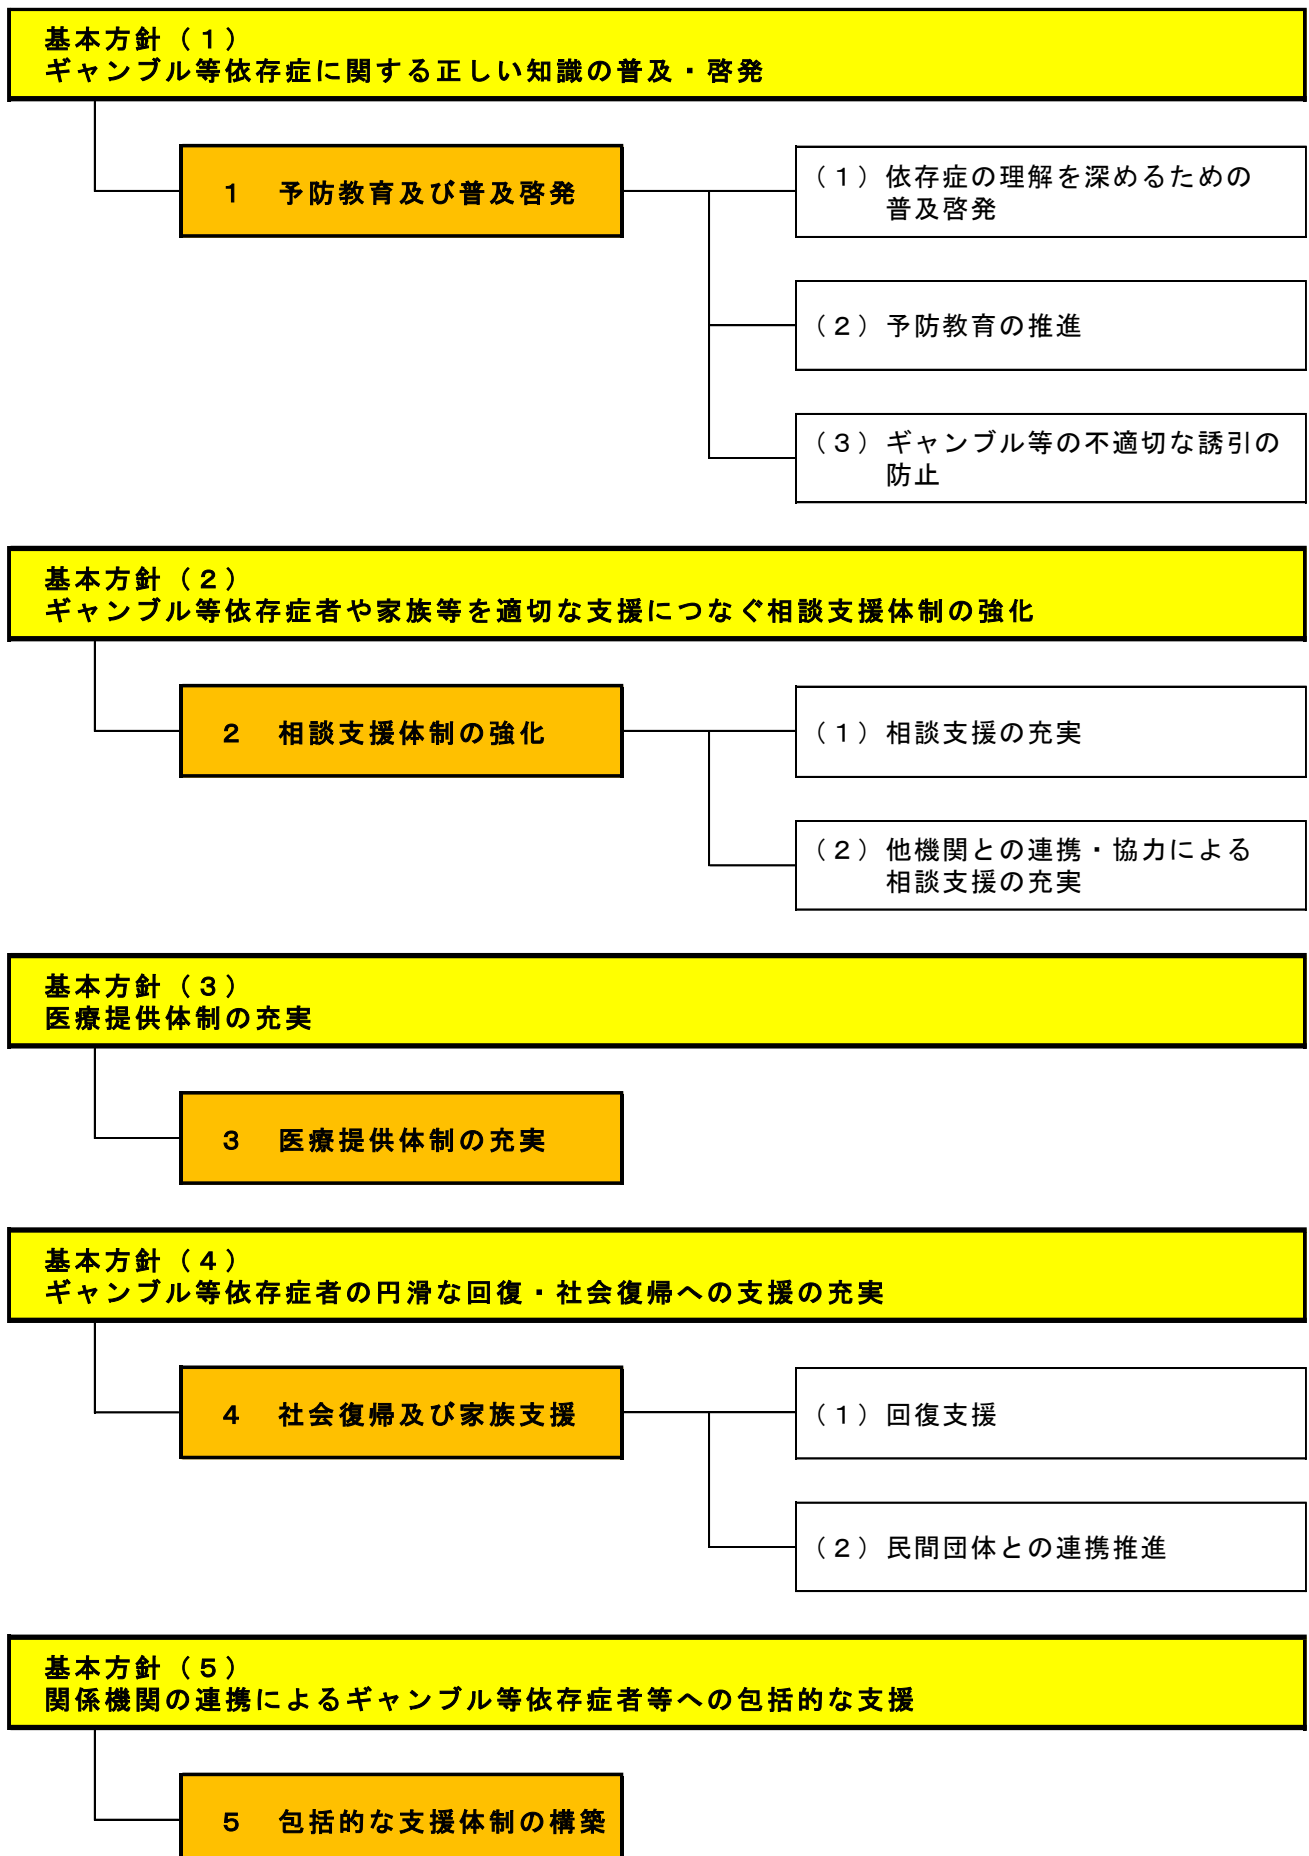 基本方針（１）
ギャンブル等依存症に関する正しい知識の普及・啓発
１　予防教育及び普及啓発
（１）依存症の理解を深めるための
普及啓発
（２）予防教育の推進
（３）ギャンブル等の不適切な誘引の
防止
基本方針（２）
ギャンブル等依存症者や家族等を適切な支援につなぐ相談支援体制の強化
２　相談支援体制の強化
（１）相談支援の充実
（２）他機関との連携・協力による
相談支援の充実
基本方針（３）
医療提供体制の充実
３　医療提供体制の充実
基本方針（４）
ギャンブル等依存症者の円滑な回復・社会復帰への支援の充実
４　社会復帰及び家族支援
（１）回復支援
（２）民間団体との連携推進
基本方針（５）
関係機関の連携によるギャンブル等依存症者等への包括的な支援
５　包括的な支援体制の構築